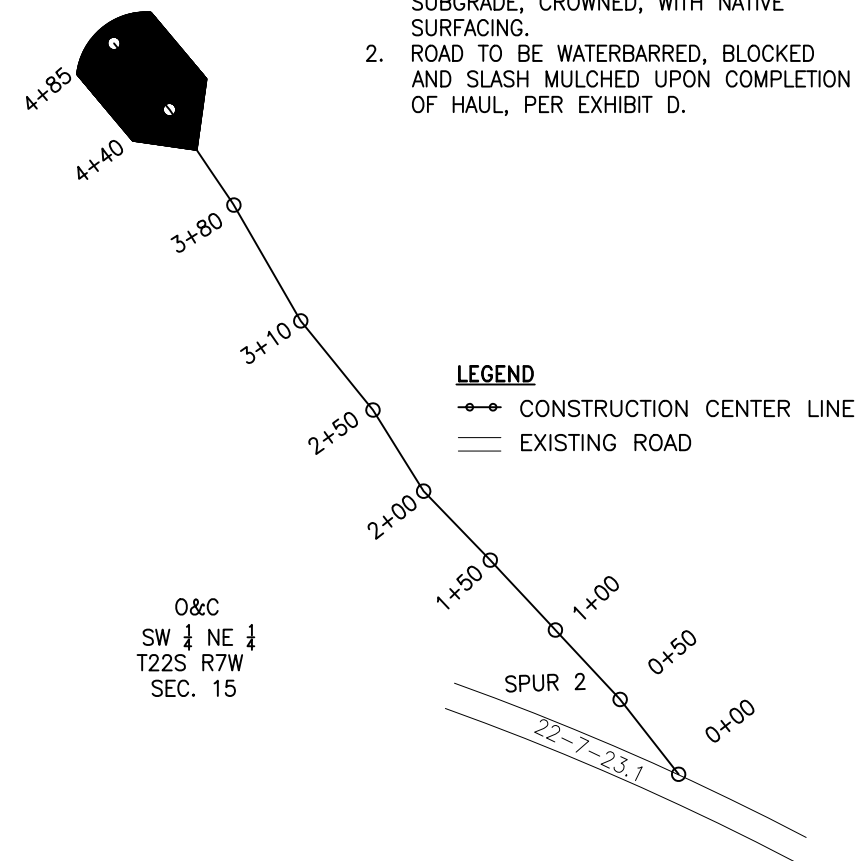 SUBGRADE, CROWNED, WITH NATIVE
SURFACING.
2. ROAD TO BE WATERBARRED, BLOCKED
AND SLASH MULCHED UPON COMPLETION
OF HAUL, PER EXHIBIT D.
4+85
4+40
3+80
3+10
LEGEND
CONSTRUCTION CENTER LINE
EXISTING ROAD
2+50
2+00
1+50
1+00
0+50
0+00
O&C
SW 1/4 NE 1/4
T22S R7W
SEC. 15
SPUR 2
22-7-23.1